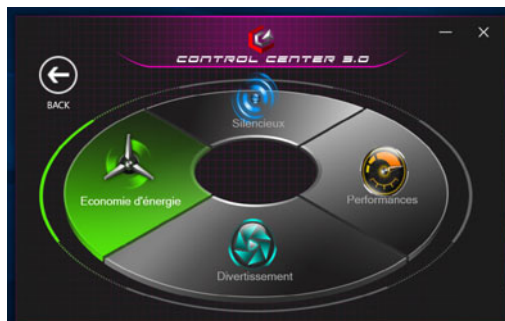 CONTROL CENTER 3.0
BACK
Silencieux
Economie d'énergie
Performances
Divertissement